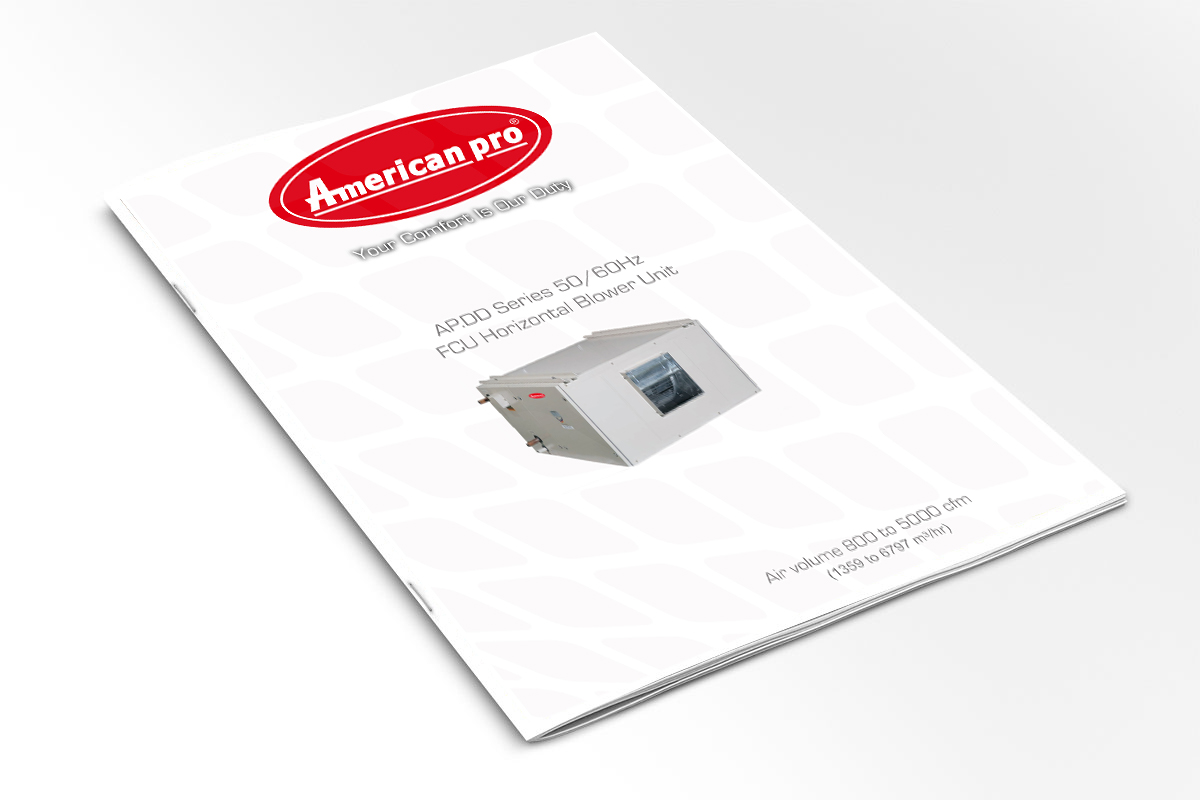 American pro®
Your Comfort Is Our Duty
AP.DD Series 50/60Hz
FCU Horizontal Blower Unit
Air volume 800 to 5000 cfm
(1359 to 6797 m³/hr)